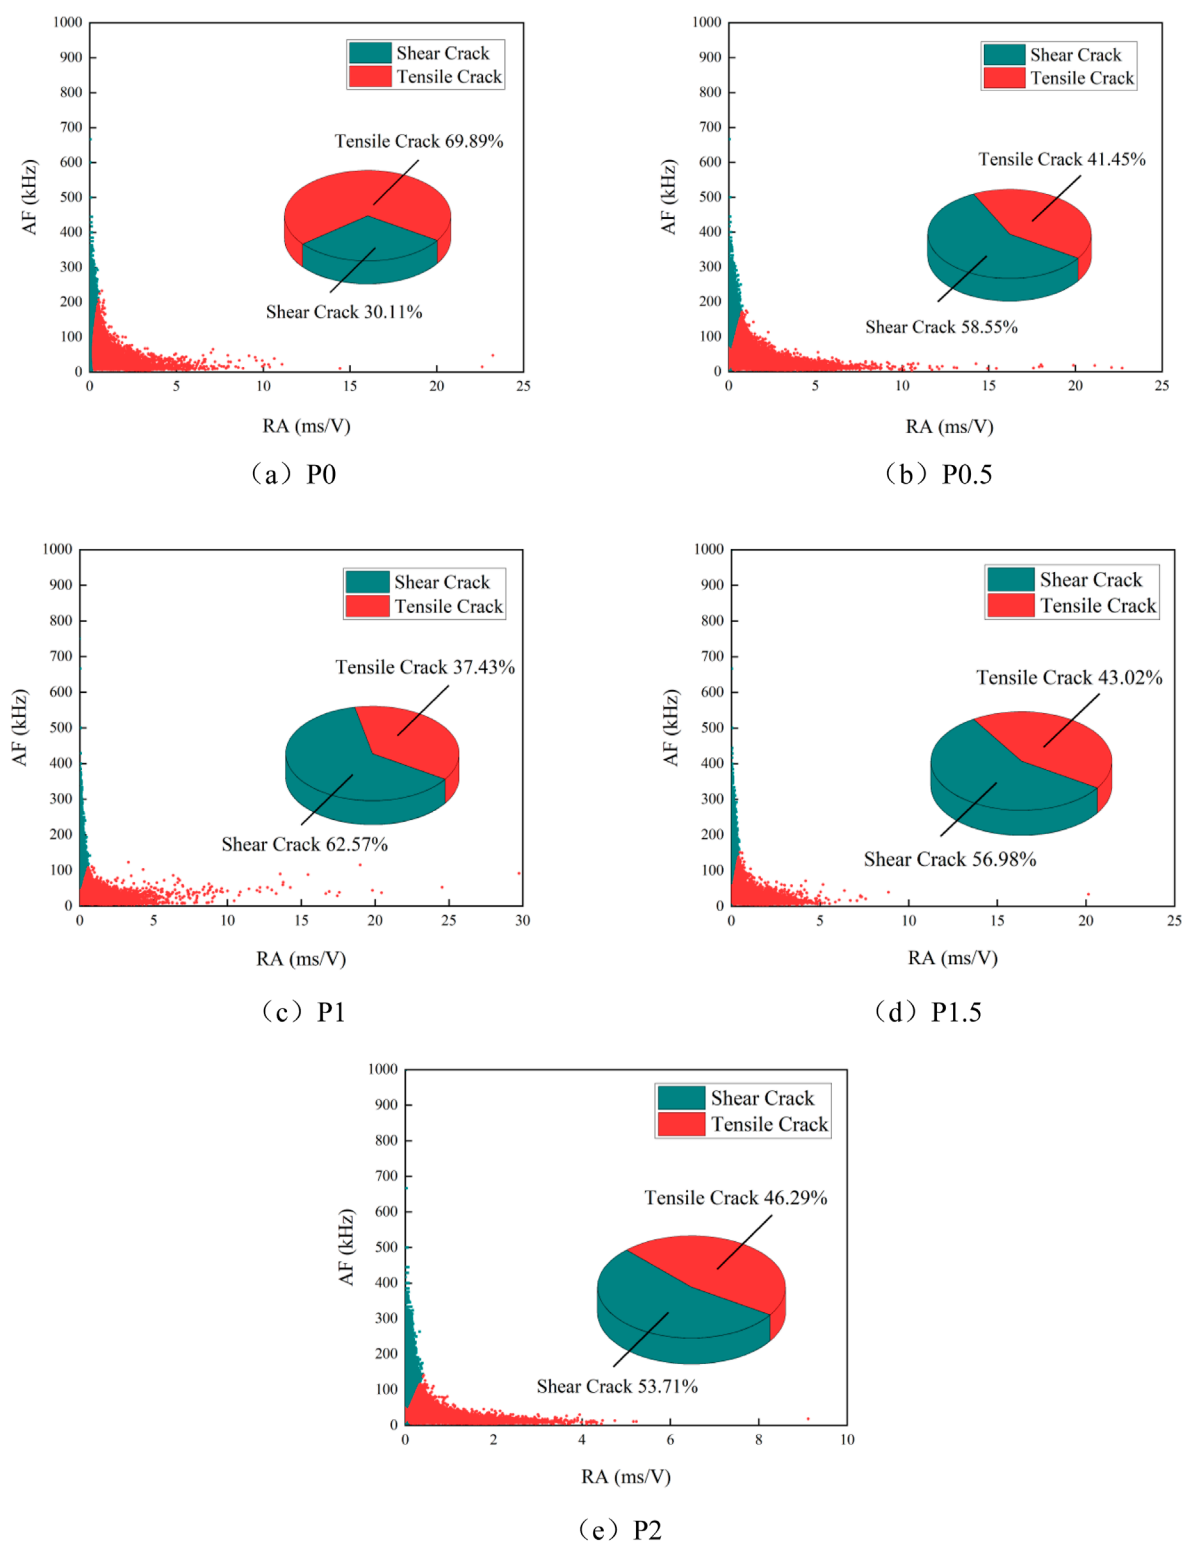 1000
900
800
700
600
500
400
300
200
100
0
AF (kHz)
Shear Crack
Tensile Crack
Tensile Crack 69.89%
Shear Crack 30.11%
0 5 10 15 20 25
RA (ms/V)
（a）P0
1000
900
800
700
600
500
400
300
200
100
0
AF (kHz)
Shear Crack
Tensile Crack
Tensile Crack 41.45%
Shear Crack 58.55%
0 5 10 15 20 25
RA (ms/V)
（b）P0.5
1000
900
800
700
600
500
400
300
200
100
0
AF (kHz)
Shear Crack
Tensile Crack
Tensile Crack 37.43%
Shear Crack 62.57%
0 5 10 15 20 25 30
RA (ms/V)
（c）P1
1000
900
800
700
600
500
400
300
200
100
0
AF (kHz)
Shear Crack
Tensile Crack
Tensile Crack 43.02%
Shear Crack 56.98%
0 5 10 15 20 25
RA (ms/V)
（d）P1.5
1000
900
800
700
600
500
400
300
200
100
0
AF (kHz)
Shear Crack
Tensile Crack
Tensile Crack 46.29%
Shear Crack 53.71%
0 2 4 6 8 10
RA (ms/V)
（e）P2